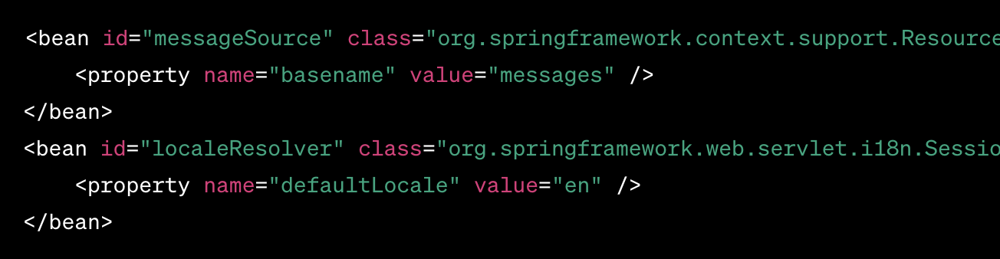 <bean id="messageSource" class="org.springframework.context.support.Resource
<property name="basename" value="messages" />
</bean>
<bean id="localeResolver" class="org.springframework.web.servlet.i18n.Sessio
<property name="defaultLocale" value="en" />
</bean>